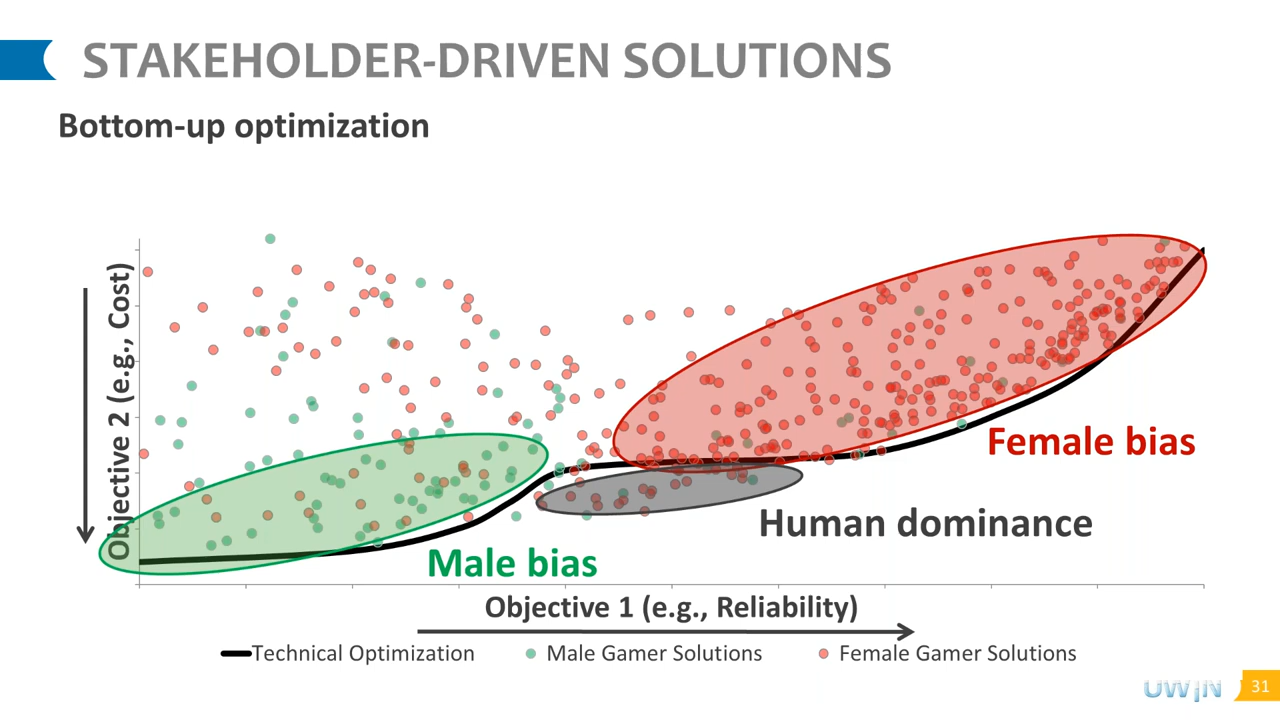 STAKEHOLDER-DRIVEN SOLUTIONS
Bottom-up optimization
Objective 2 (e.g., Cost)
Female bias
Human dominance
Male bias
Objective 1 (e.g., Reliability)
Technical Optimization
Male Gamer Solutions
Female Gamer Solutions
UWIN
31